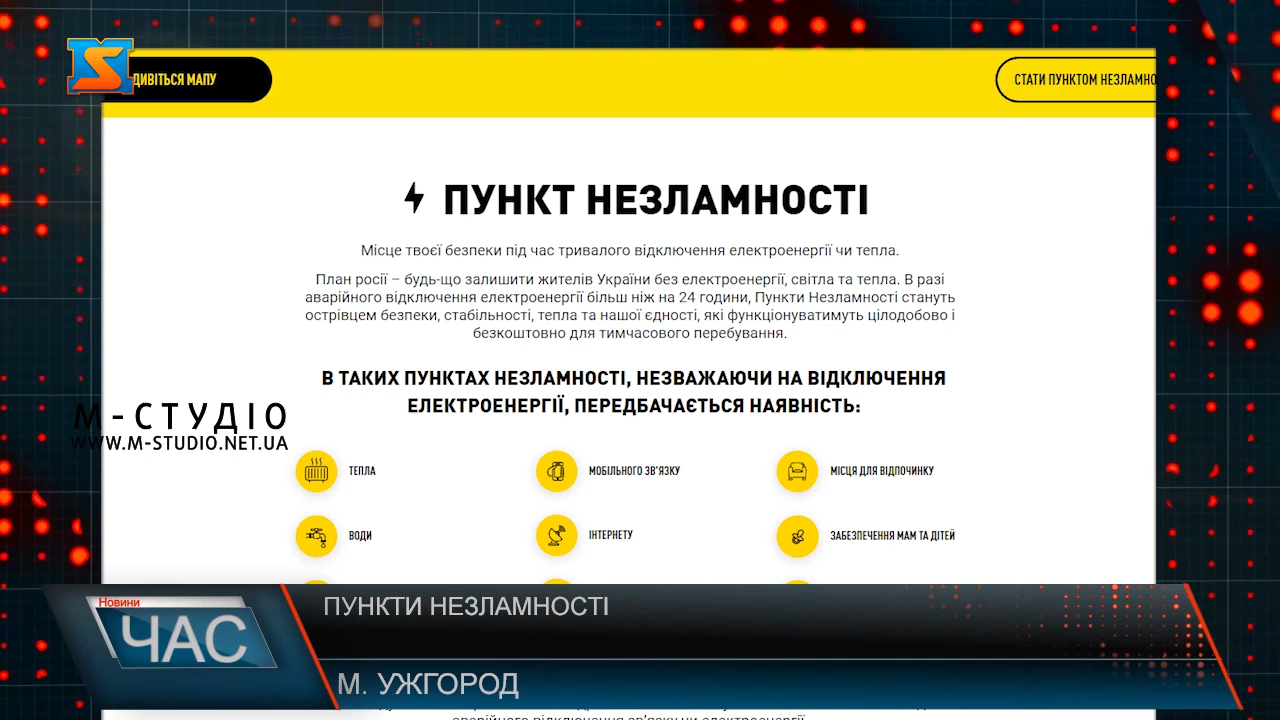 ДИВІТЬСЯ МАПУ
СТАТИ ПУНКТОМ
ПУНКТ НЕЗЛАМНОСТІ
Місце твоєї безпеки під час тривалого відключення електроенергії чи тепла.
План росії – будь-що залишити жителів України без електроенергії, світла та тепла. В разі
аварійного відключення електроенергії більш ніж на 24 години, Пункти Незламності стануть
острівцем безпеки, стабільності, тепла та нашої єдності, які функціонуватимуть цілодобово і
безкоштовно для тимчасового перебування.
В ТАКИХ ПУНКТАХ НЕЗЛАМНОСТІ, НЕЗВАЖАЮЧИ НА ВІДКЛЮЧЕННЯ
ЕЛЕКТРОЕНЕРГІЇ, ПЕРЕДБАЧАЄТЬСЯ НАЯВНІСТЬ:
М-СТУДІО
WWW.M-STUDIO.NET.UA
ТЕПЛА
МОБІЛЬНОГО ЗВ'ЯЗКУ
МІСЦЯ ДЛЯ ВІДПОЧИНКУ
ВОДИ
ІНТЕРНЕТУ
ЗАБЕЗПЕЧЕННЯ МАМ ТА ДІТЕЙ
Новини
ЧАС
ПУНКТИ НЕЗЛАМНОСТІ
М. УЖГОРОД